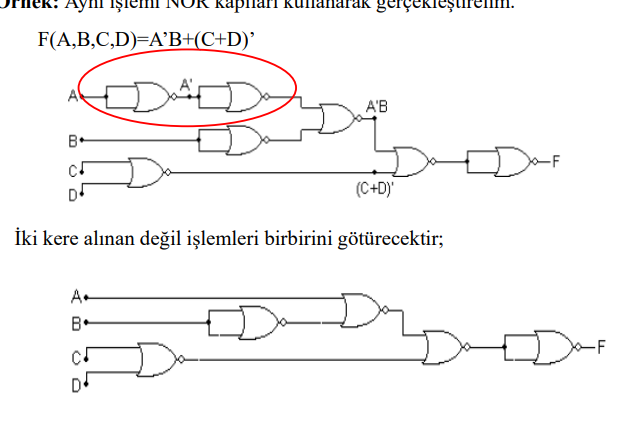 Örnek: Aynı işlemi NOR kapıları kullanarak gerçekleştirelim.
F(A,B,C,D)=A’B+(C+D)’
A
A'
A'B
B
C
F
D
(C+D)'
İki kere alınan değil işlemleri birbirini götürecektir;
A
B
C
F
D